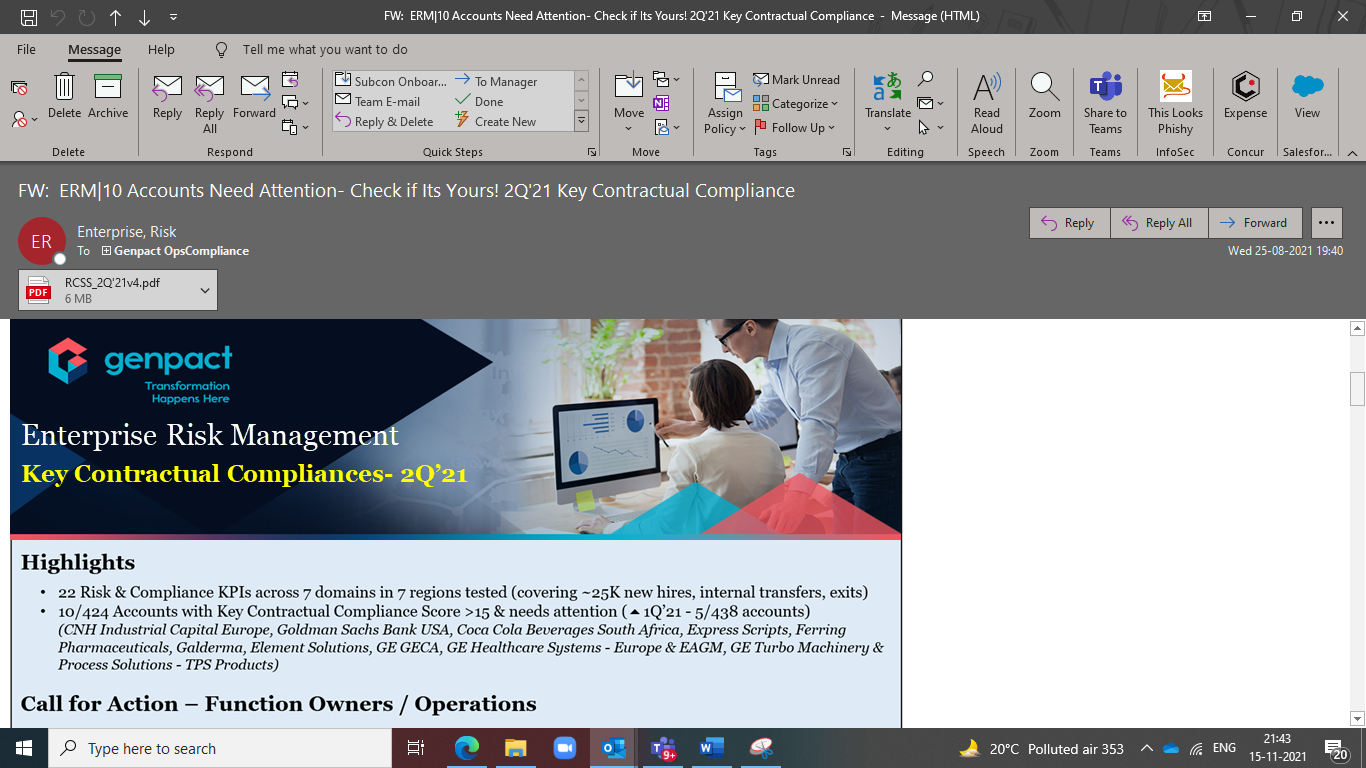 FW:  ERM|10 Accounts Need Attention- Check if Its Yours! 2Q'21 Key Contractual Compliance  -  Message (HTML)
File Message Help Tell me what you want to do
Delete Archive
Delete
Reply Reply All Forward
Respond
Subcon Onboar... To Manager
Team E-mail Done
Reply & Delete Create New
Quick Steps
Move
Move
Assign Policy
Mark Unread
Categorize
Follow Up
Tags
Translate
Editing
Read Aloud
Speech
Zoom
Zoom
Share to Teams
Teams
This Looks Phishy
InfoSec
Expense
Concur
View
Salesfor...
FW:  ERM|10 Accounts Need Attention- Check if Its Yours! 2Q'21 Key Contractual Compliance
ER
Enterprise, Risk
To Genpact OpsCompliance
Reply Reply All Forward
Wed 25-08-2021 19:40
PDF
RCSS_2Q'21v4.pdf
6 MB
genpact
Transformation
Happens Here
Enterprise Risk Management
Key Contractual Compliances- 2Q’21
Highlights
• 22 Risk & Compliance KPIs across 7 domains in 7 regions tested (covering ~25K new hires, internal transfers, exits)
• 10/424 Accounts with Key Contractual Compliance Score >15 & needs attention (▲ 1Q’21 - 5/438 accounts)
(CNH Industrial Capital Europe, Goldman Sachs Bank USA, Coca Cola Beverages South Africa, Express Scripts, Ferring
Pharmaceuticals, Galderma, Element Solutions, GE GECA, GE Healthcare Systems - Europe & EAGM, GE Turbo Machinery &
Process Solutions - TPS Products)
Call for Action – Function Owners / Operations
Type here to search
9+
20°C Polluted air 353
ENG
21:43
15-11-2021
20